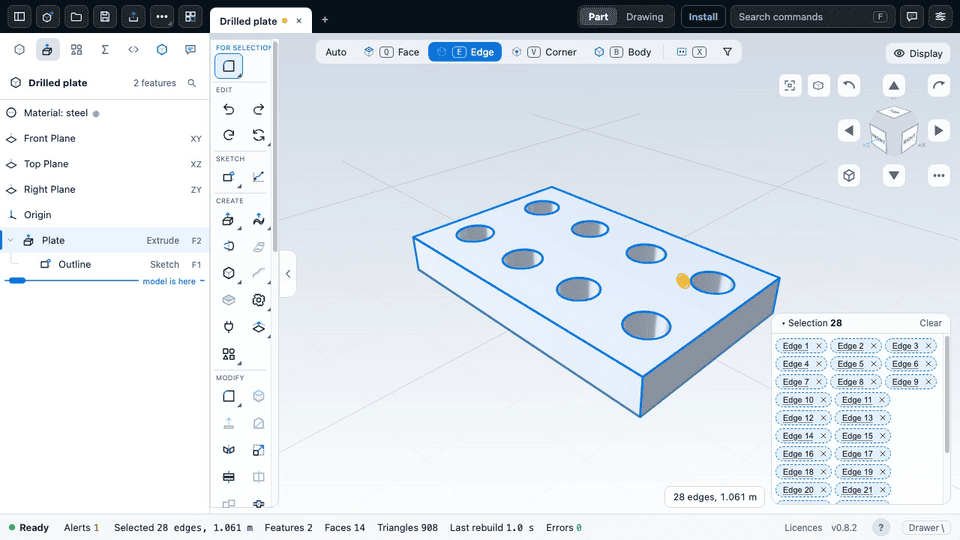 Drilled plate
Part
Drawing
Install
Search commands
F
Drilled plate
2 features
Material: steel
Front Plane
XY
Top Plane
XZ
Right Plane
ZY
Origin
Plate
Extrude
F2
Outline
Sketch
F1
model is here
FOR SELECTION
EDIT
SKETCH
CREATE
MODIFY
Auto
Q Face
E Edge
V Corner
B Body
X
Display
FRONT
RIGHT
Selection 28
Clear
Edge 1 × Edge 2 × Edge 3 ×
Edge 4 × Edge 5 × Edge 6 ×
Edge 7 × Edge 8 × Edge 9 ×
Edge 10 × Edge 11 ×
Edge 12 × Edge 13 ×
Edge 14 × Edge 15 ×
Edge 16 × Edge 17 ×
Edge 18 × Edge 19 ×
Edge 20 × Edge 21 ×
28 edges, 1.061 m
Ready
Alerts 1
Selected 28 edges, 1.061 m
Features 2
Faces 14
Triangles 908
Last rebuild 1.0 s
Errors 0
Licences
v0.8.2
?
Drawer \